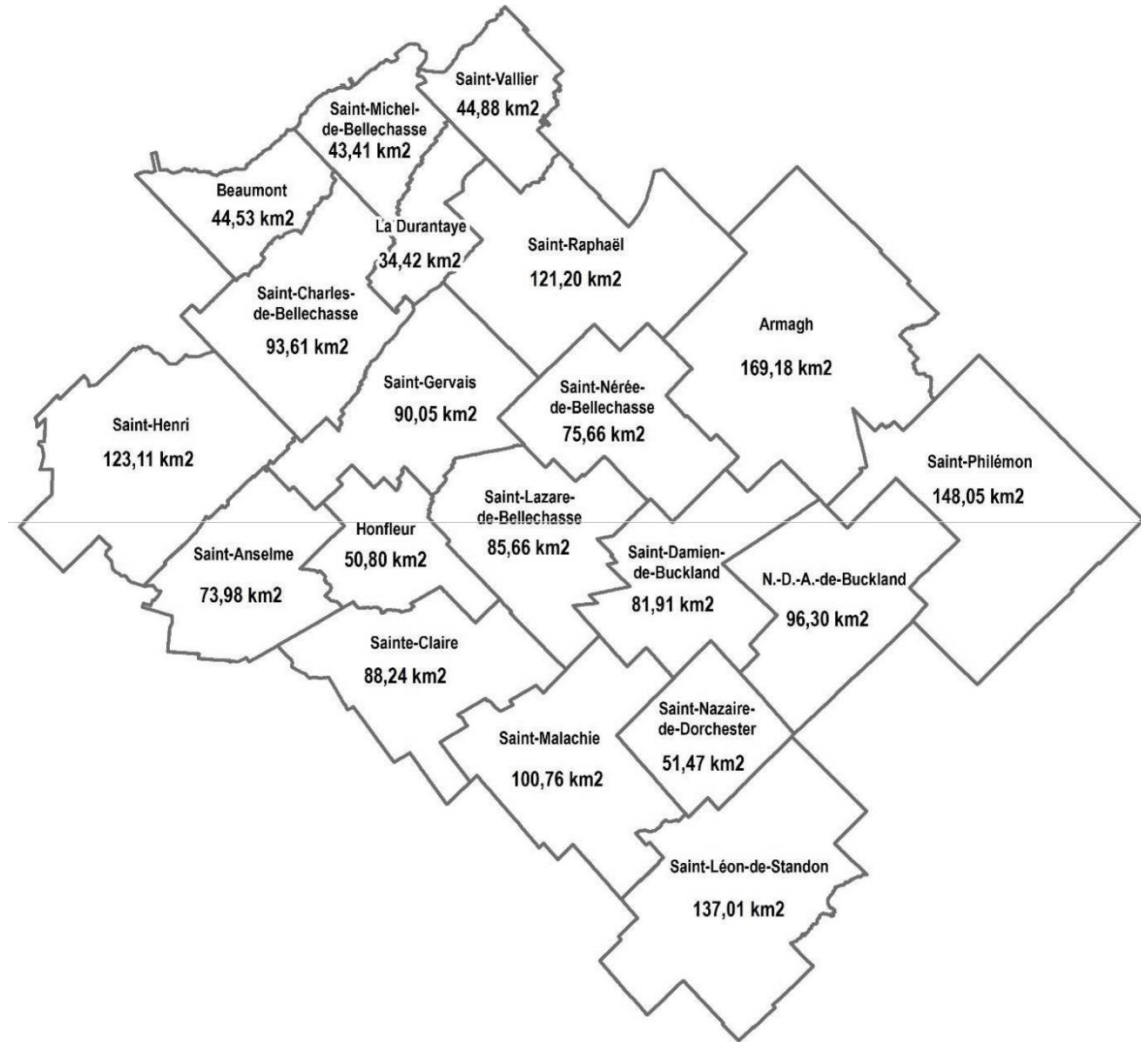 Saint-Vallier
44,88 km2
Saint-Michel-
de-Bellechasse
43,41 km2
Beaumont
44,53 km2
La Durantaye
34,42 km2
Saint-Raphaël
121,20 km2
Saint-Charles-
de-Bellechasse
93,61 km2
Armagh
169,18 km2
Saint-Gervais
90,05 km2
Saint-Nérée-
de-Bellechasse
75,66 km2
Saint-Henri
123,11 km2
Saint-Philémon
148,05 km2
Saint-Lazare-
de-Bellechasse
85,66 km2
Honfleur
50,80 km2
Saint-Anselme
73,98 km2
Saint-Damien-
de-Buckland
81,91 km2
N.-D.-A.-de-Buckland
96,30 km2
Sainte-Claire
88,24 km2
Saint-Nazaire-
de-Dorchester
51,47 km2
Saint-Malachie
100,76 km2
Saint-Léon-de-Standon
137,01 km2